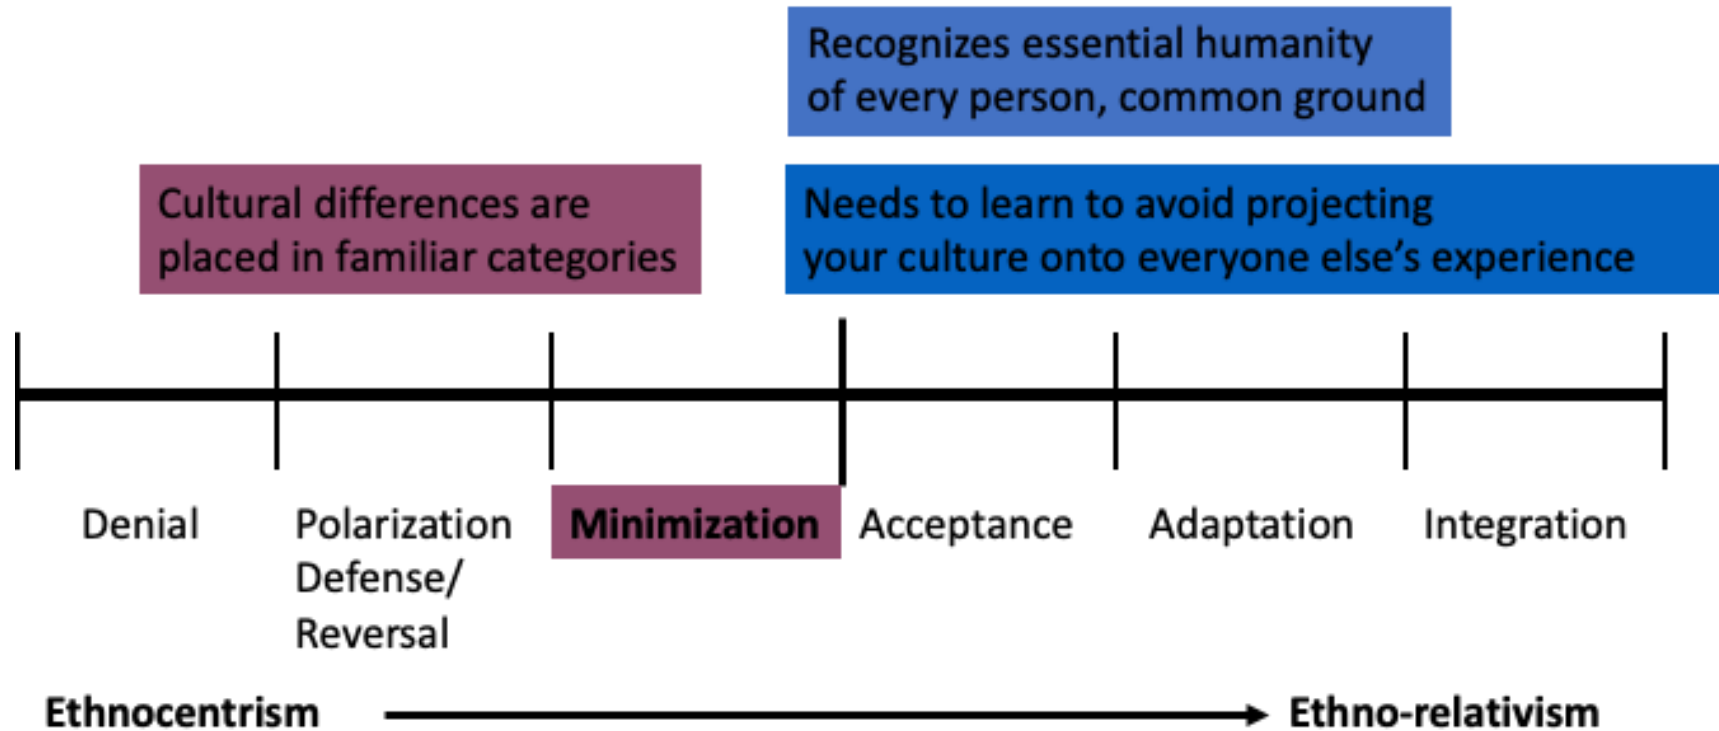 Recognizes essential humanity
of every person, common ground
Cultural differences are
placed in familiar categories
Needs to learn to avoid projecting
your culture onto everyone else’s experience
Denial
Polarization
Defense/
Reversal
Minimization
Acceptance
Adaptation
Integration
Ethnocentrism
Ethno-relativism